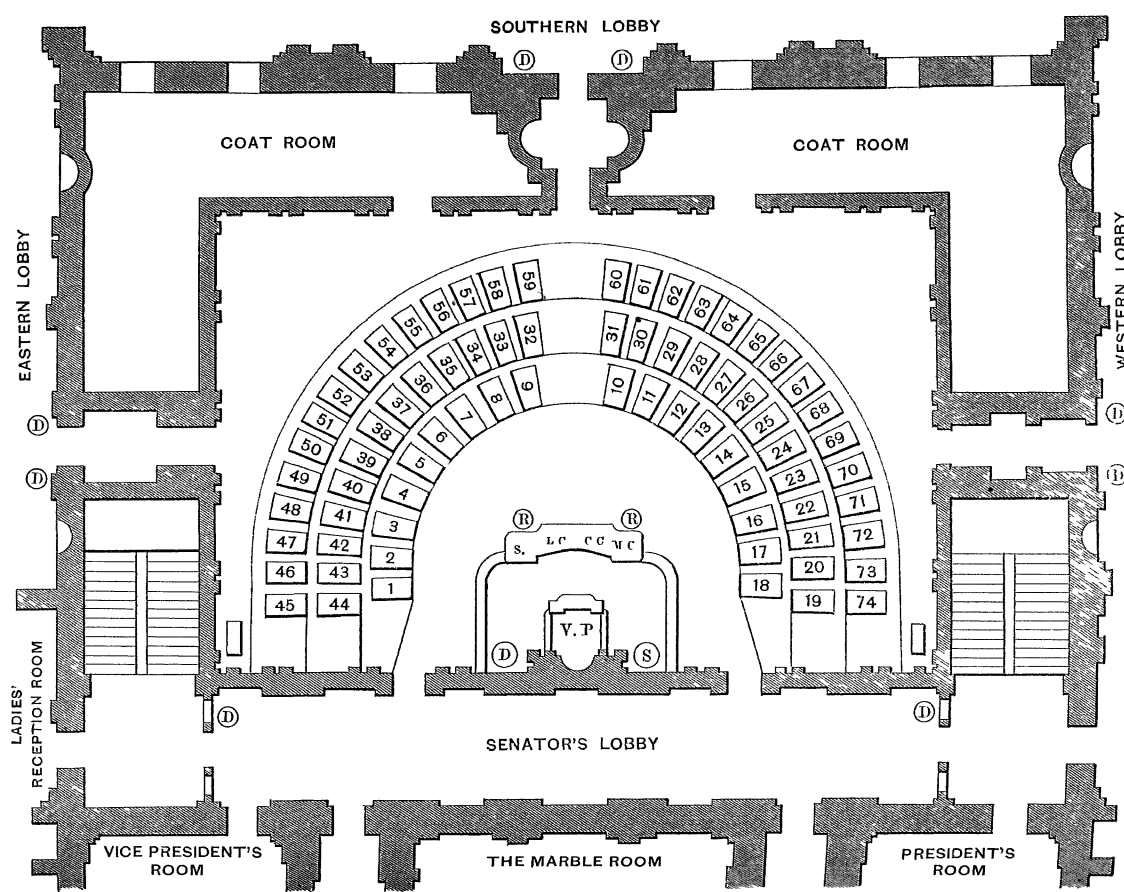 SOUTHERN LOBBY
D D
COAT ROOM
COAT ROOM
EASTERN LOBBY
WESTERN LOBBY
D
D
D
D
59 60
58 61
57 62
56 63
55 64
54 65
53 66
52 67
51 68
50 69
49 70
48 71
47 72
46 73
45 74
32 31
33 30
34 29
35 28
36 27
37 26
38 25
39 24
40 23
41 22
42 21
43 20
44 19
9 10
8 11
7 12
6 13
5 14
4 15
3 16
2 17
1 18
R R
S. L C C C M C
V. P
D S
LADIES'
RECEPTION ROOM
D D
SENATOR'S LOBBY
VICE PRESIDENT'S
ROOM
THE MARBLE ROOM
PRESIDENT'S
ROOM